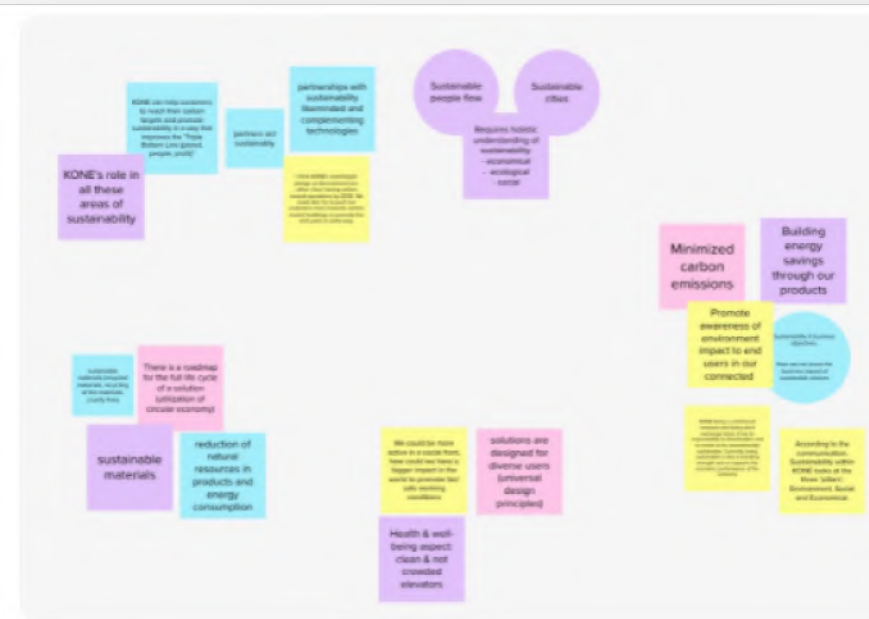 KONE can help customers
to reach their carbon
targets and promote
sustainability in a way that
improves the "Triple
Bottom Line (planet,
people, profit)"
partners act
sustainably
partnerships with
sustainability
likeminded and
complementing
technologies
KONE's role in
all these
areas of
sustainability
Sustainable
people flow
Sustainable
cities
Requires holistic
understanding of
sustainability
- economical
- ecological
- social
Minimized
carbon
emissions
Building
energy
savings
through our
products
Promote
awareness of
environment
impact to end
users in our
connected
There is a roadmap
for the full life cycle
of a solution
(utilization of
circular economy)
sustainable
materials
reduction of
natural
resources in
products and
energy
consumption
We could be more
active in a social front,
how could we have a
bigger impact in the
world to promote fair/
safe working
conditions
solutions are
designed for
diverse users
(universal
design
principles)
Health & well-
being aspect:
clean & not
crowded
elevators
According to the
communication,
Sustainability within
KONE looks at the
three 'pillars':
Environment, Social
and Economical